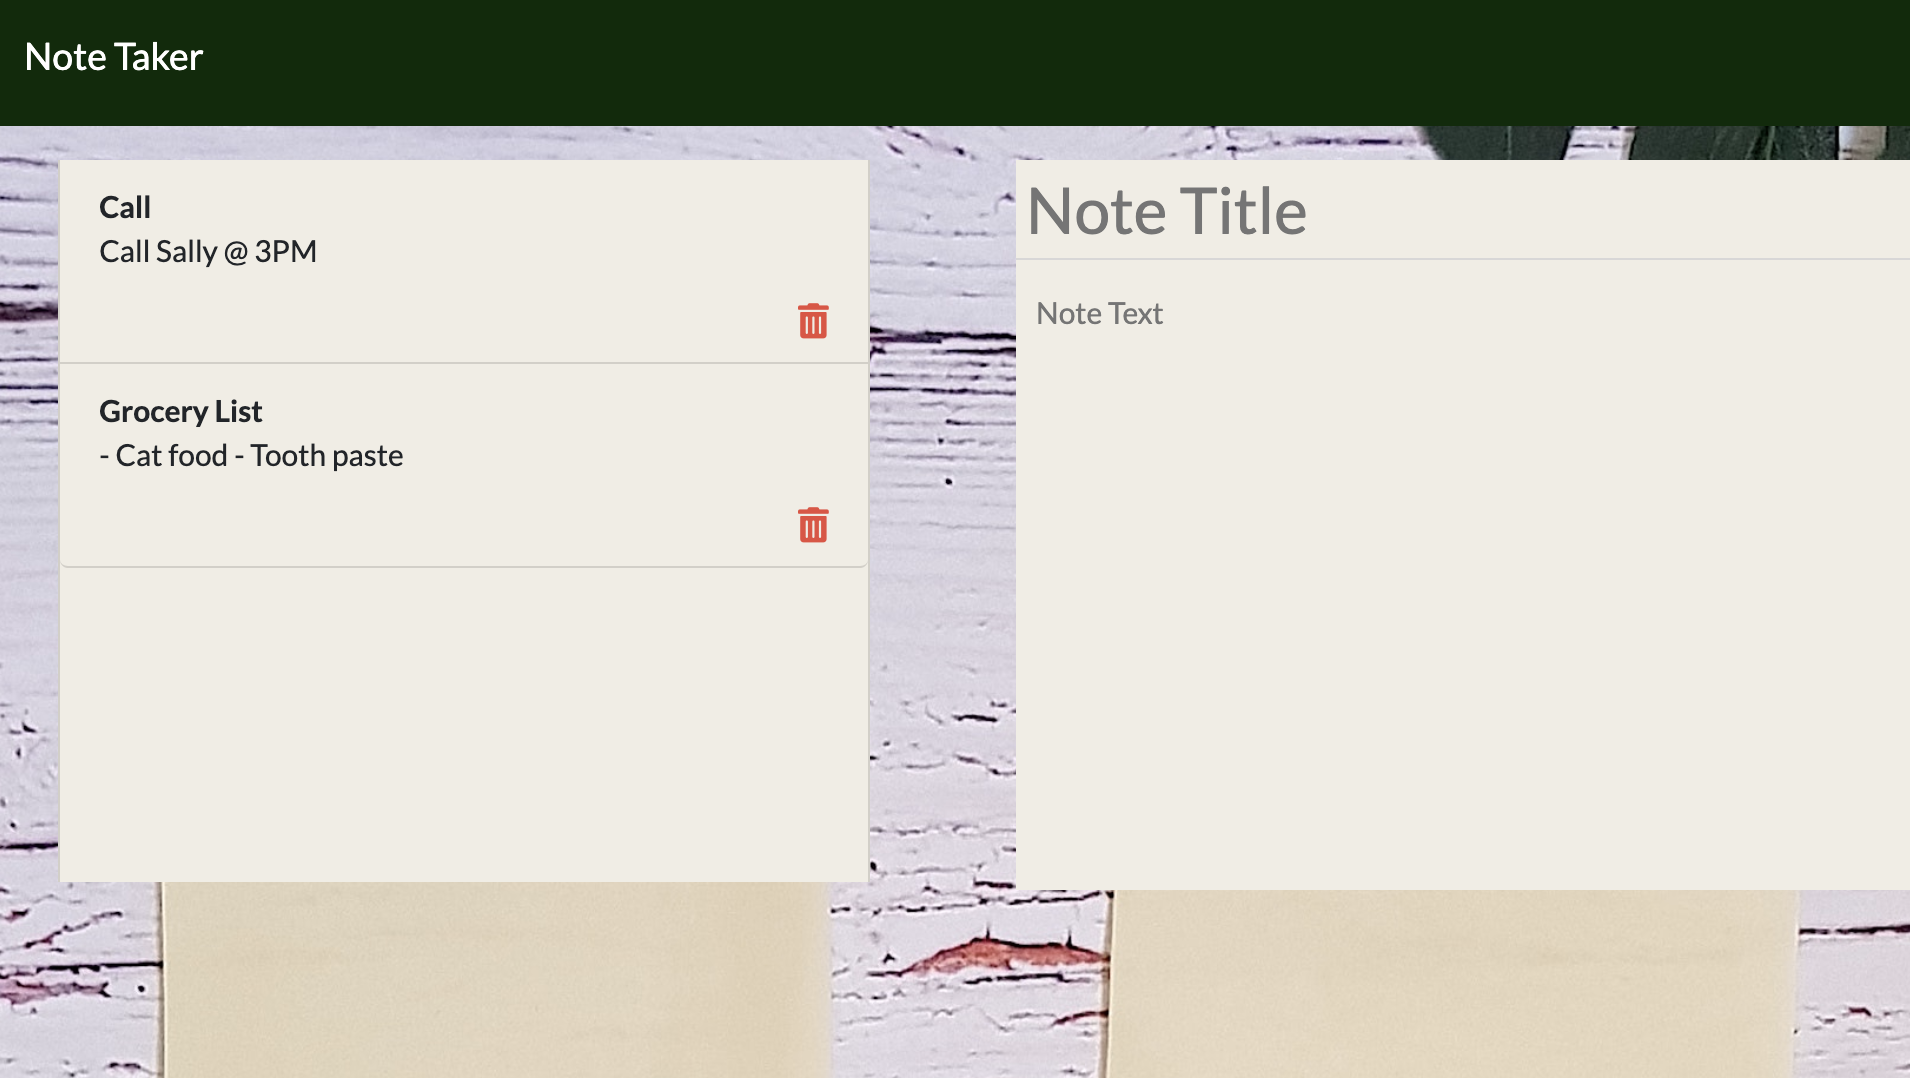 Note Taker
Call
Call Sally @ 3PM
Grocery List
- Cat food - Tooth paste
Note Title
Note Text